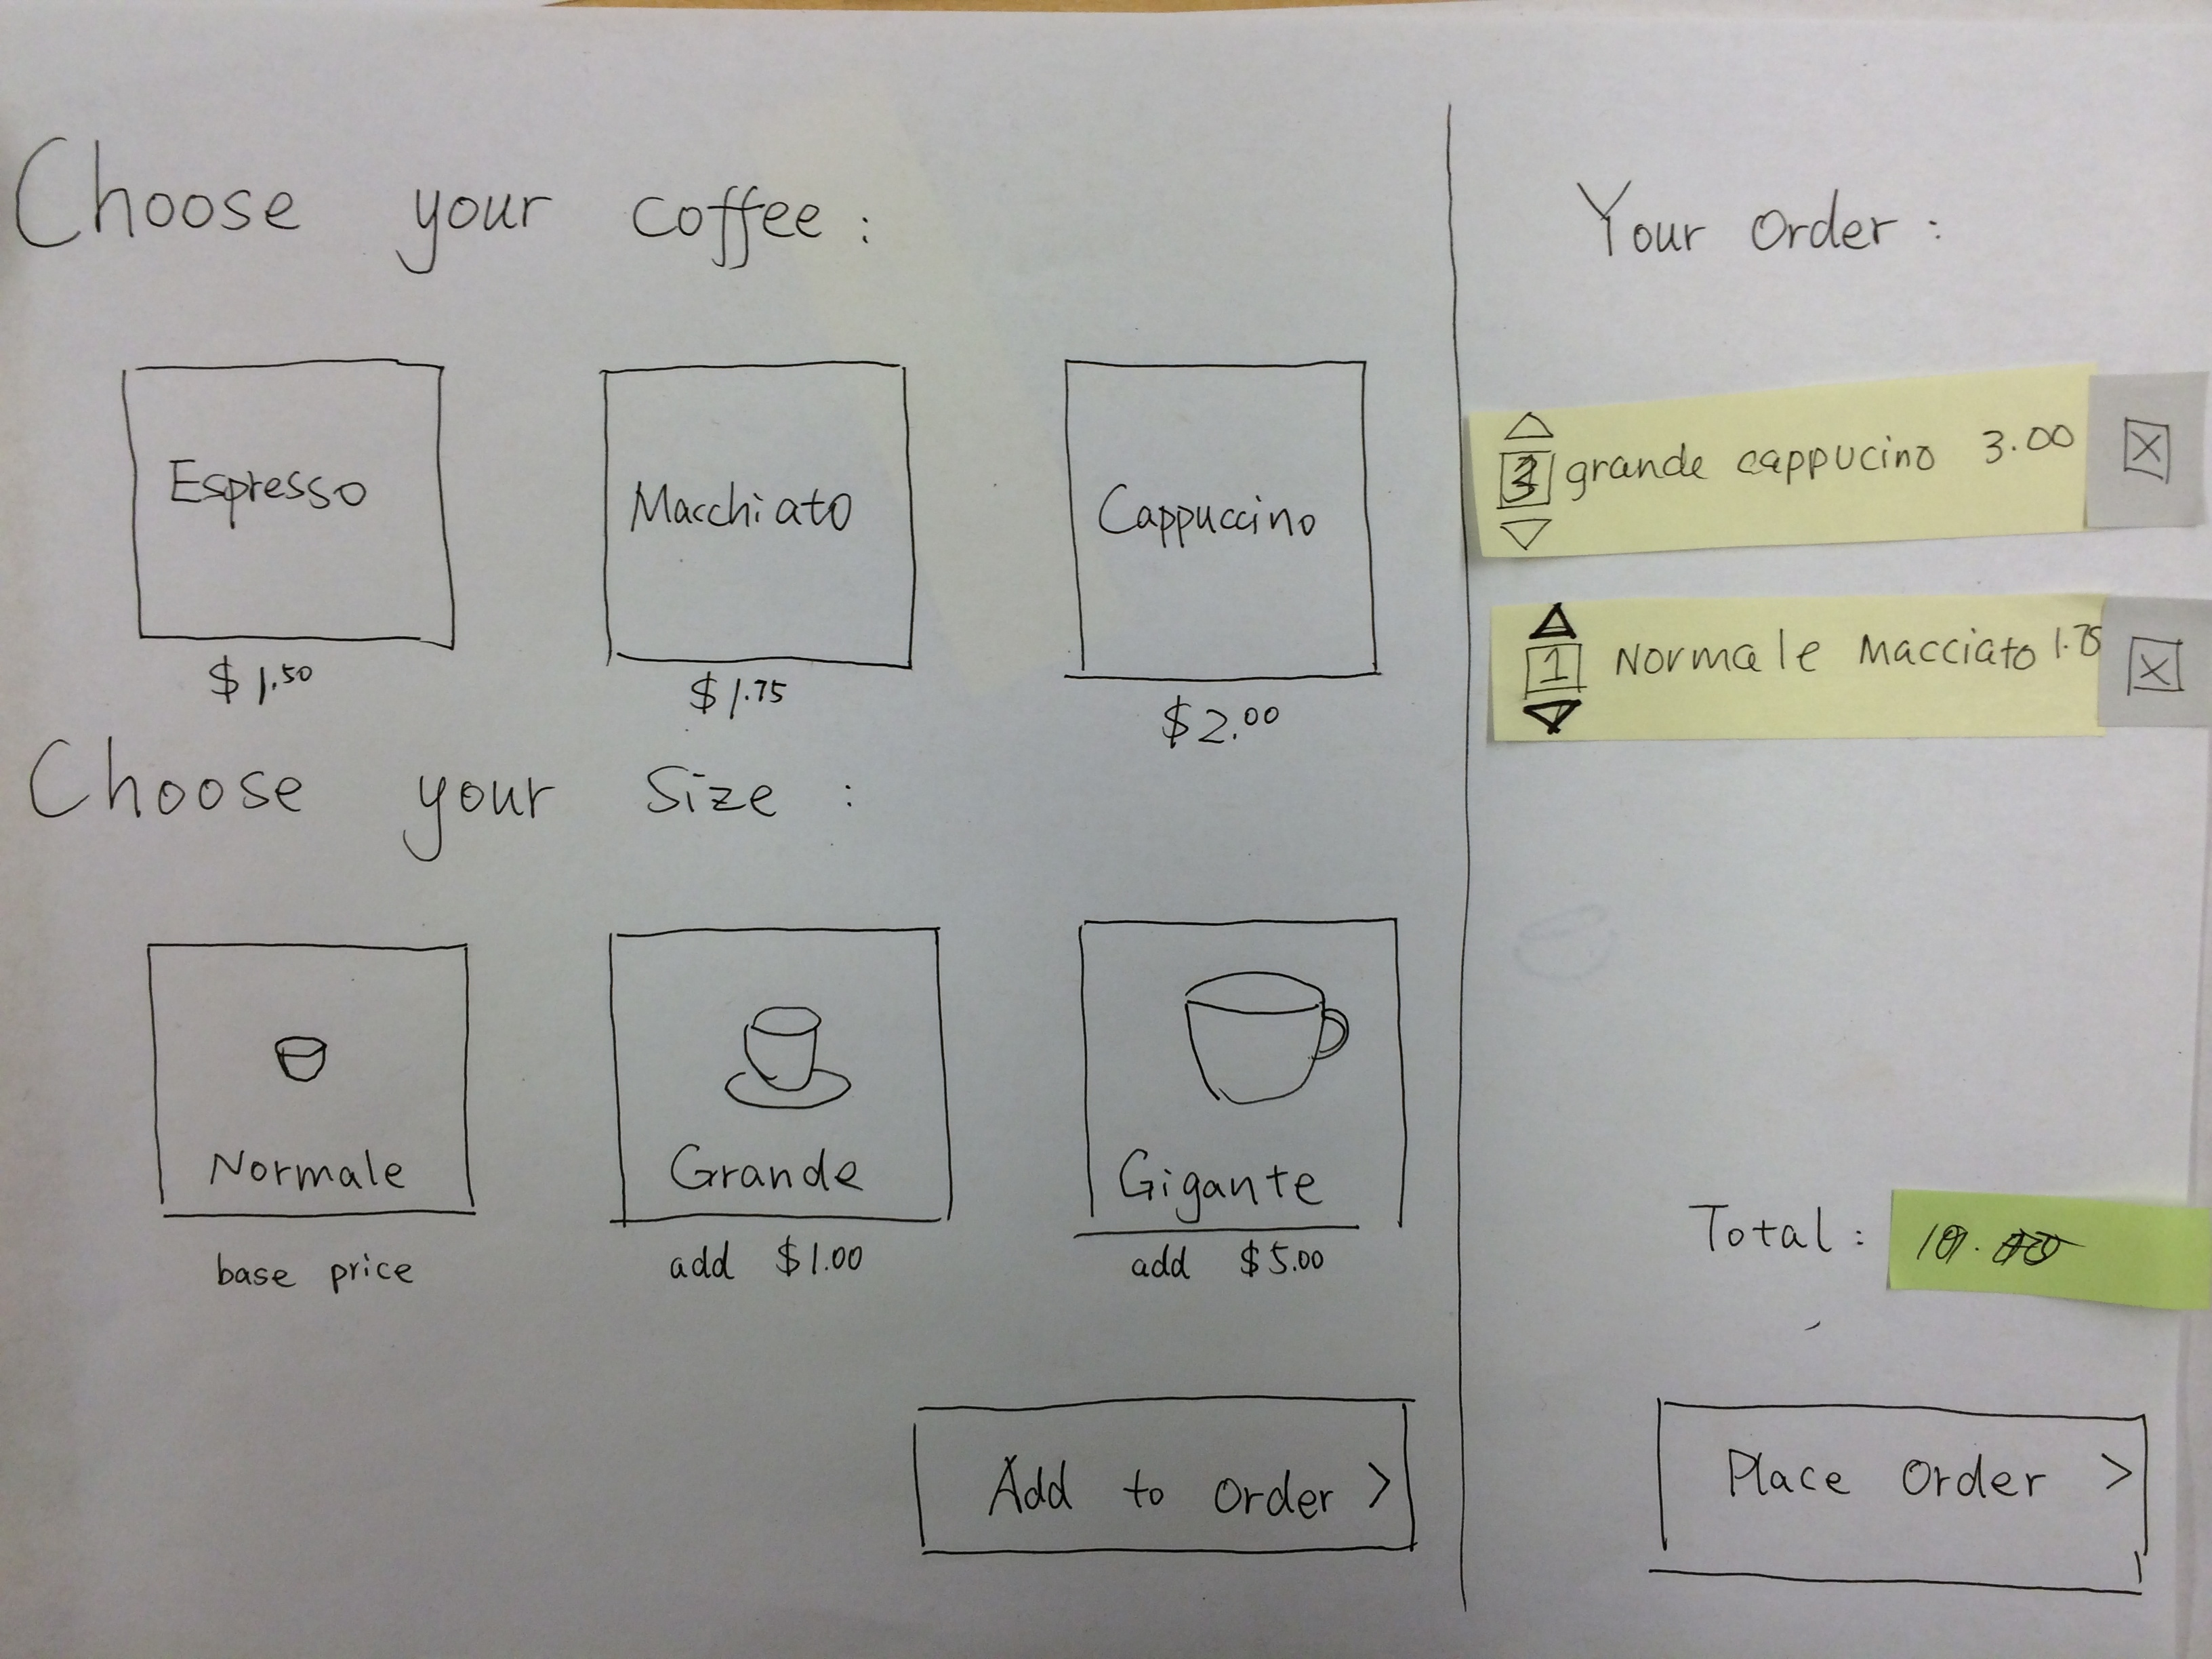 Choose your coffee :
Espresso
Macchiato
Cappuccino
$ 1.50
$ 1.75
$ 2.00
Choose your Size :
Normale
Grande
Gigante
base price
add $1.00
add $5.00
Add to order >
Your Order :
3 grande cappucino 3.00
X
1 Normale Macciato 1.75
X
Total :
Place Order >